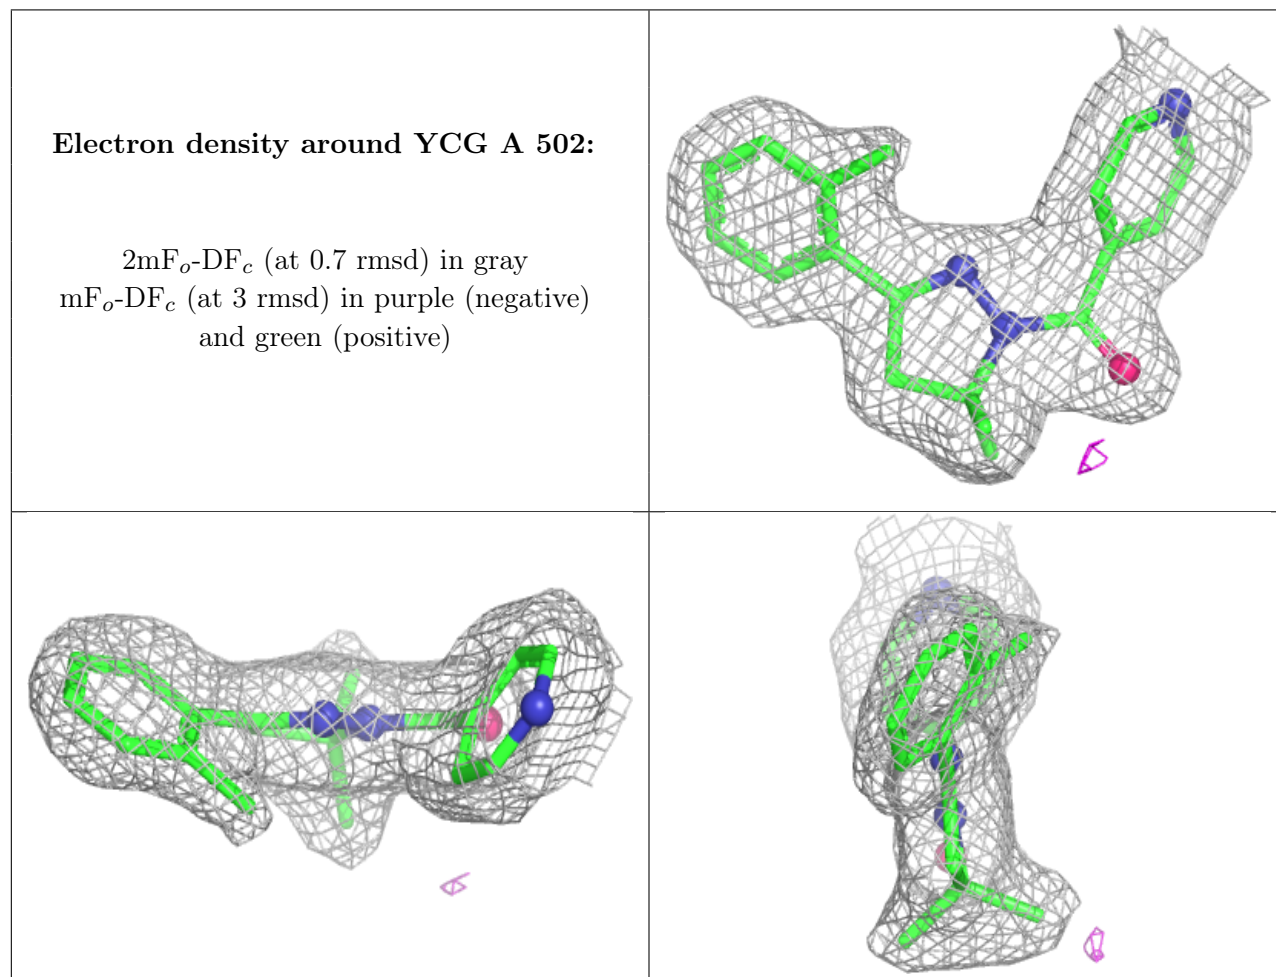 Electron density around YCG A 502:
2mFo-DFc (at 0.7 rmsd) in gray
mFo-DFc (at 3 rmsd) in purple (negative)
and green (positive)